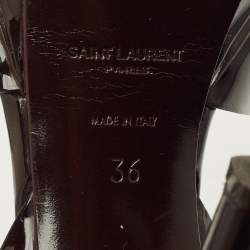 SAINT LAURENT
PARIS
MADE IN ITALY
36